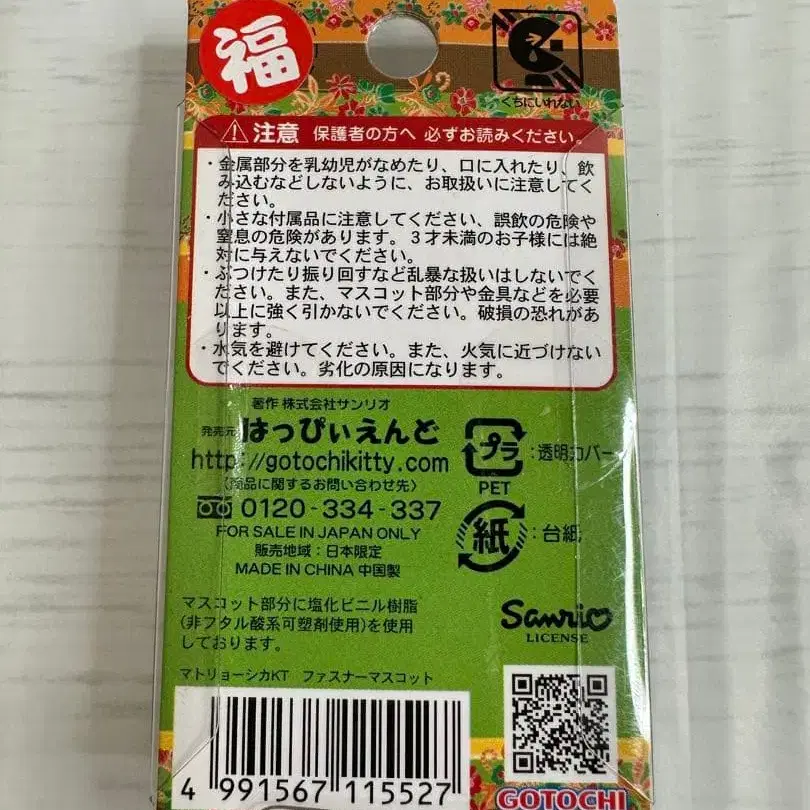 福
くちにいれない
注意 保護者の方へ 必ずお読みください。
・金属部分を乳幼児がなめたり、口に入れたり、飲
み込むなどしないように、お取扱いに注意してく
ださい。
・小さな付属品に注意してください、誤飲の危険や
窒息の危険があります。3才未満のお子様には絶
対に与えないでください。
・ぶつけたり振り回すなど乱暴な扱いはしないでく
ださい。また、マスコット部分や金具などを必要
以上に強く引かないでください。破損の恐れがあ
ります。
・水気を避けてください。また、火気に近づけない
でください。劣化の原因になります。
著作 株式会社サンリオ
発売元 はっぴぃえんど
http://gotochikitty.com
〈商品に関するお問い合わせ先〉
0120-334-337
FOR SALE IN JAPAN ONLY
販売地域：日本限定
MADE IN CHINA 中国製
プラ
：透明カバー
PET
紙
：台紙
マスコット部分に塩化ビニル樹脂
(非フタル酸系可塑剤使用)を使用
しております。
Sanrio
LICENSE
マトリョーシカKT ファスナーマスコット
4 991567 115527
GOTOCHI